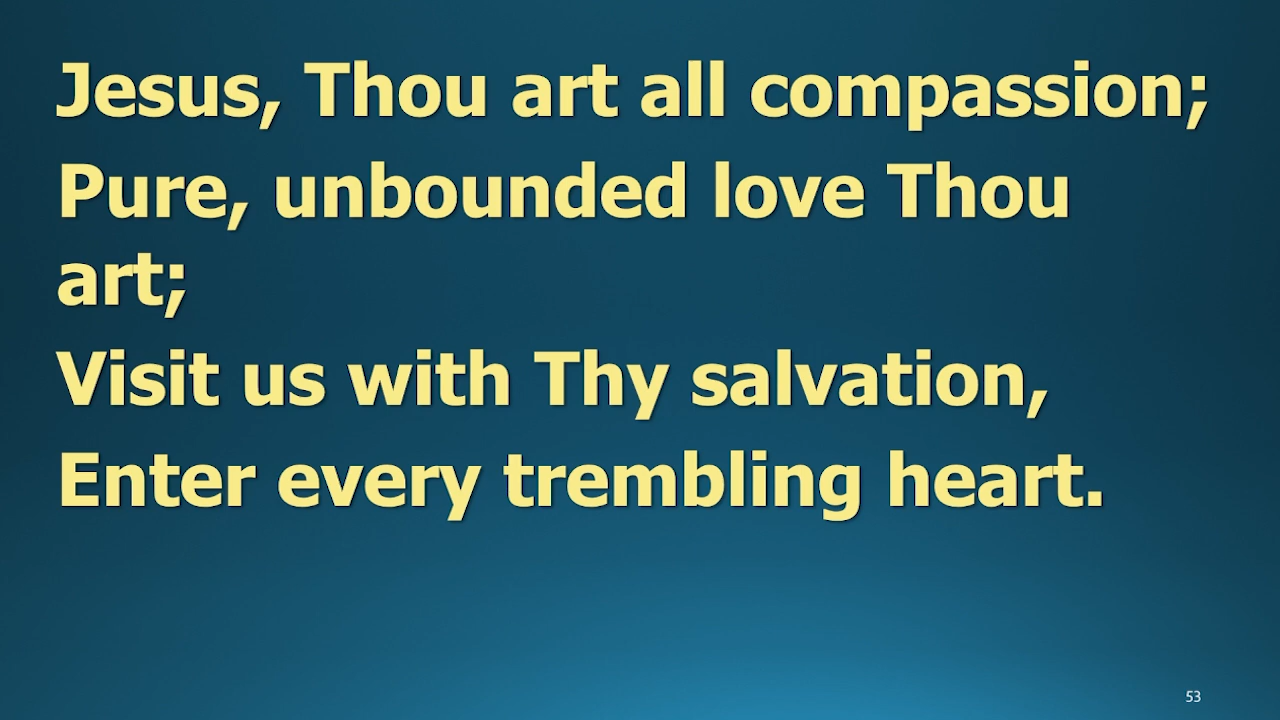 Jesus, Thou art all compassion;
Pure, unbounded love Thou
art;
Visit us with Thy salvation,
Enter every trembling heart.
53